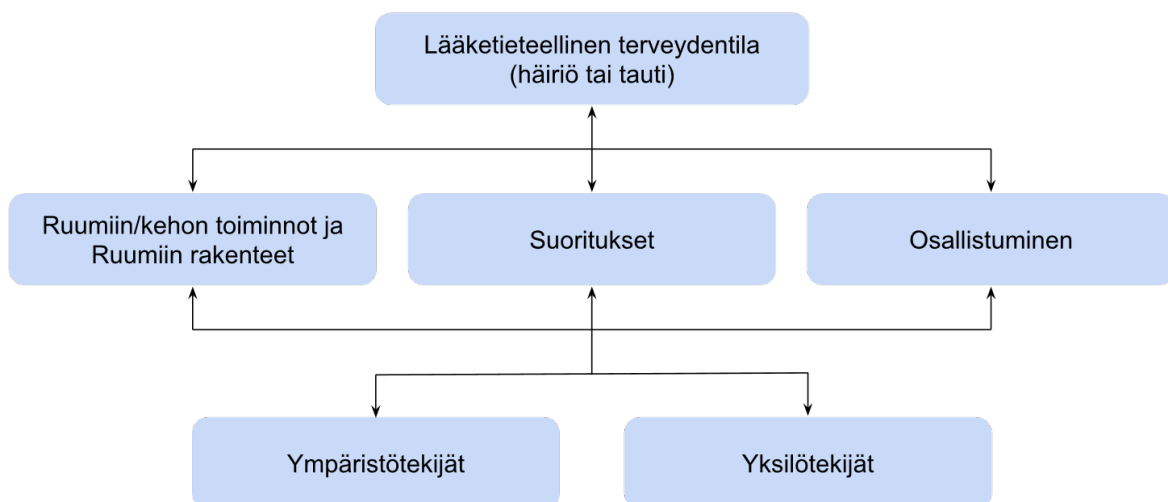 Lääketieteellinen terveydentila
(häiriö tai tauti)
Ruumiin/kehon toiminnot ja
Ruumiin rakenteet
Suoritukset
Osallistuminen
Ympäristötekijät
Yksilötekijät